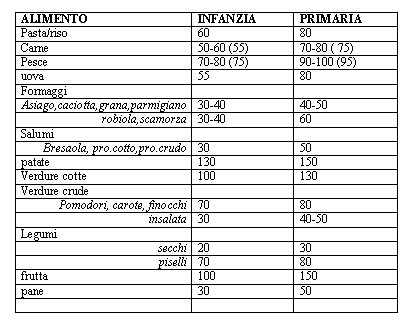 ALIMENTO INFANZIA PRIMARIA
Pasta/riso 60 80
Carne 50-60 (55) 70-80 ( 75)
Pesce 70-80 (75) 90-100 (95)
uova 55 80
Formaggi
Asiago,caciotta,grana,parmigiano 30-40 40-50
robiola,scamorza 30-40 60
Salumi
Bresaola, pro.cotto,pro.crudo 30 50
patate 130 150
Verdure cotte 100 130
Verdure crude
Pomodori, carote, finocchi 70 80
insalata 30 40-50
Legumi
secchi 20 30
piselli 70 80
frutta 100 150
pane 30 50